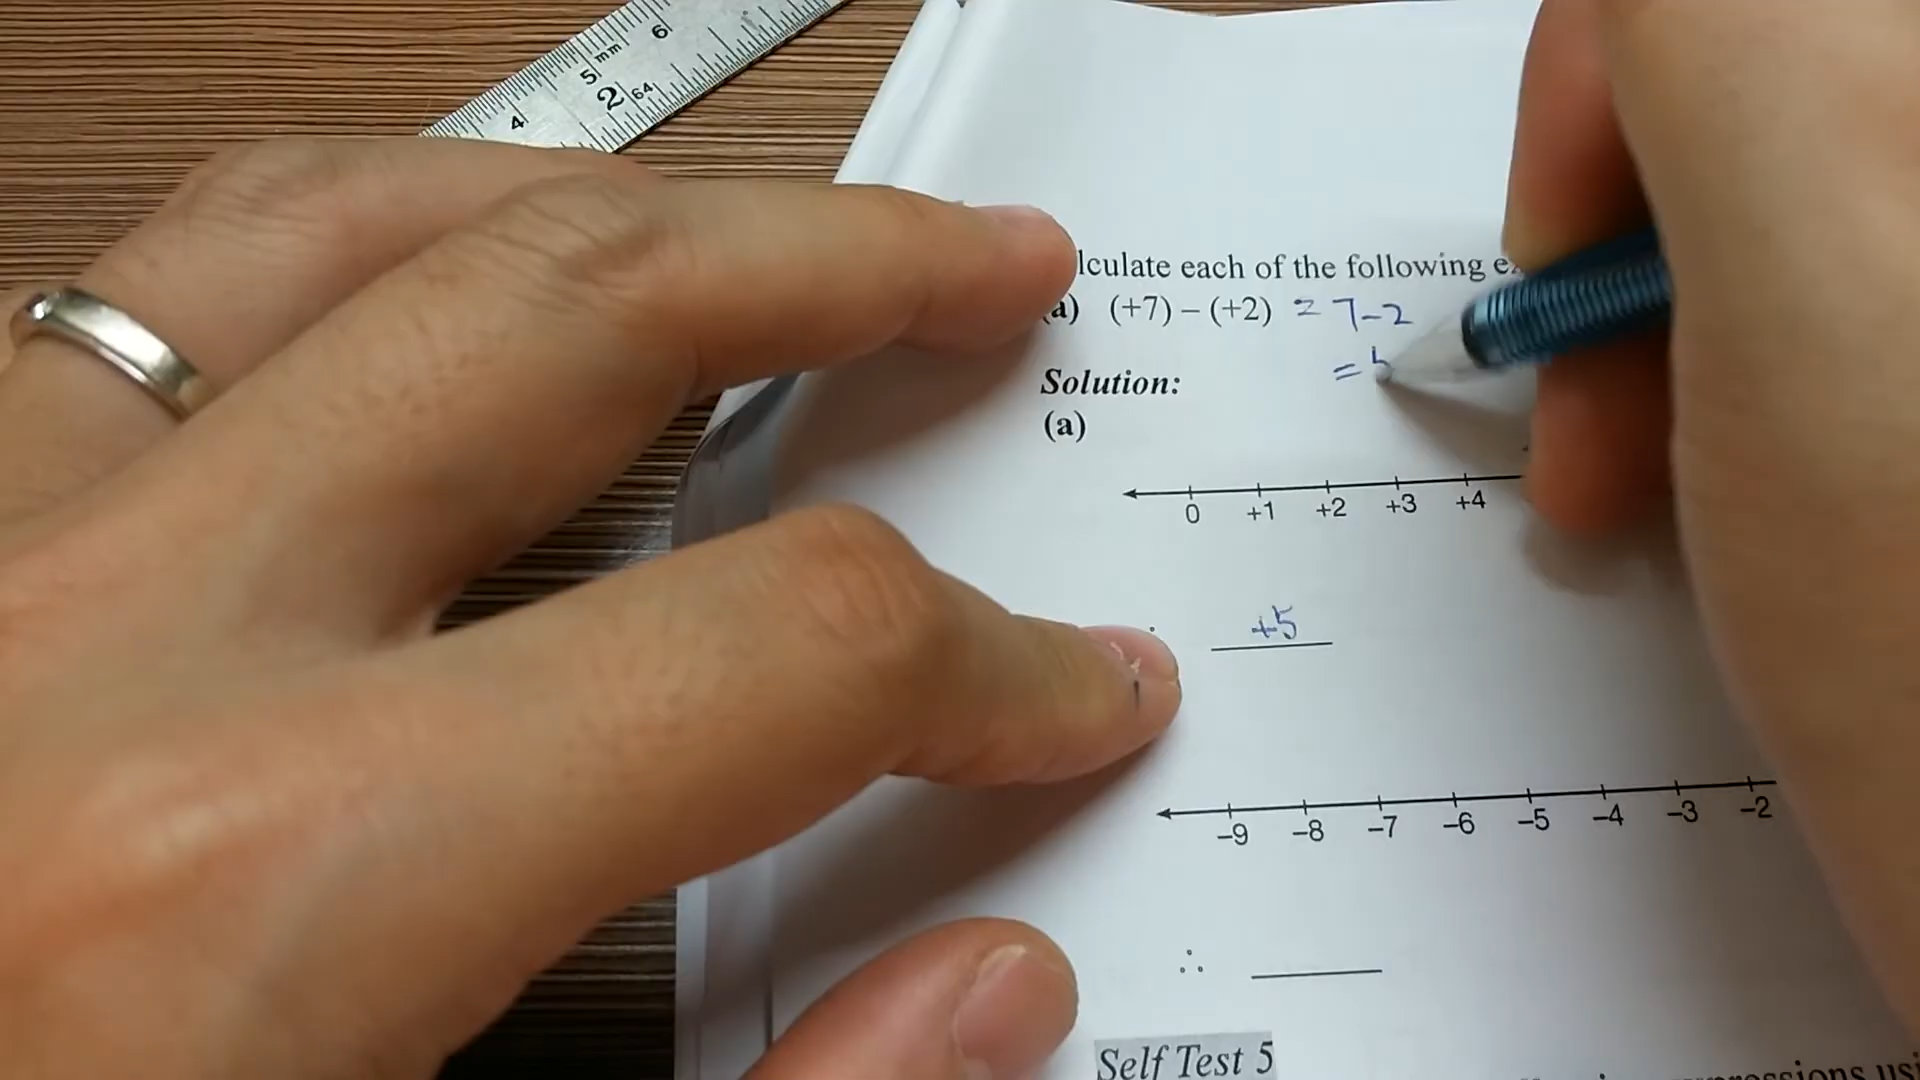 4 5 mm 6
2 64
lculate each of the following
(a) (+7) – (+2) = 7-2
= 5
Solution:
(a)
0 +1 +2 +3 +4
+5
–9 –8 –7 –6 –5 –4 –3 –2
∴
Self Test 5